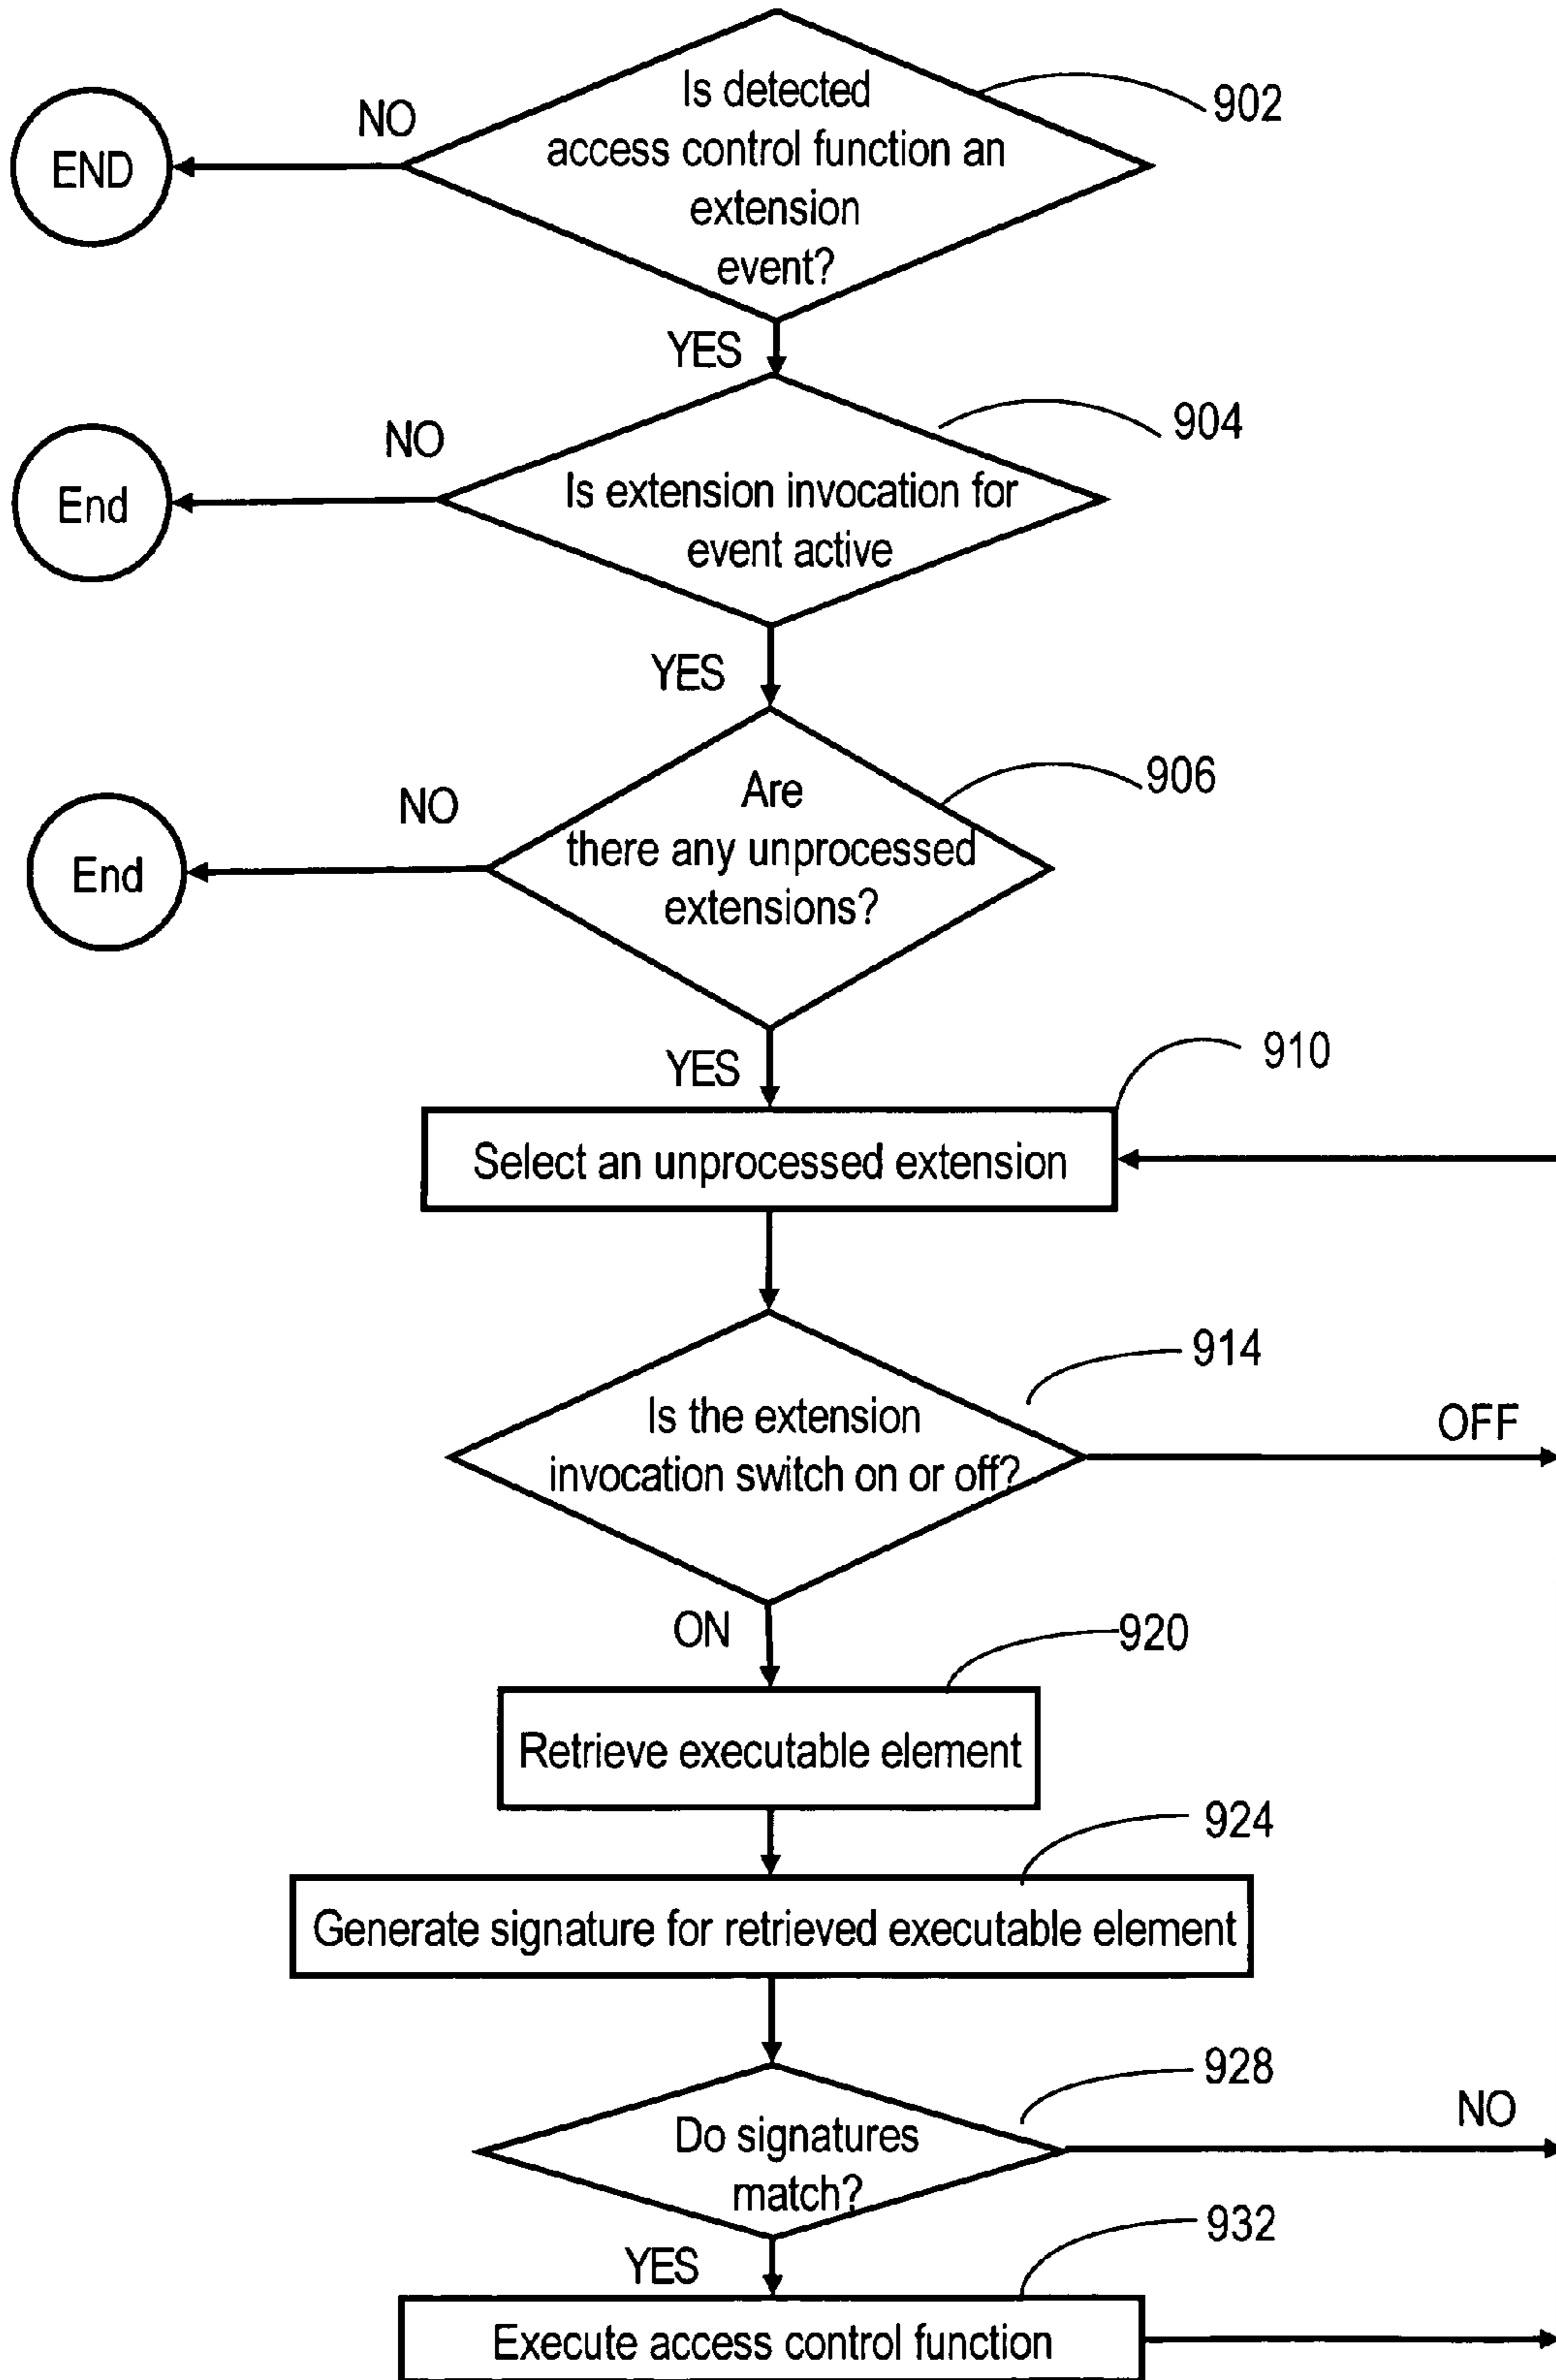 Is detected
access control function an
extension
event?
902
NO
END
YES
904
NO
End
Is extension invocation for
event active
YES
906
NO
End
Are
there any unprocessed
extensions?
YES
910
Select an unprocessed extension
914
Is the extension
invocation switch on or off?
OFF
ON
920
Retrieve executable element
924
Generate signature for retrieved executable element
928
Do signatures
match?
NO
YES
932
Execute access control function